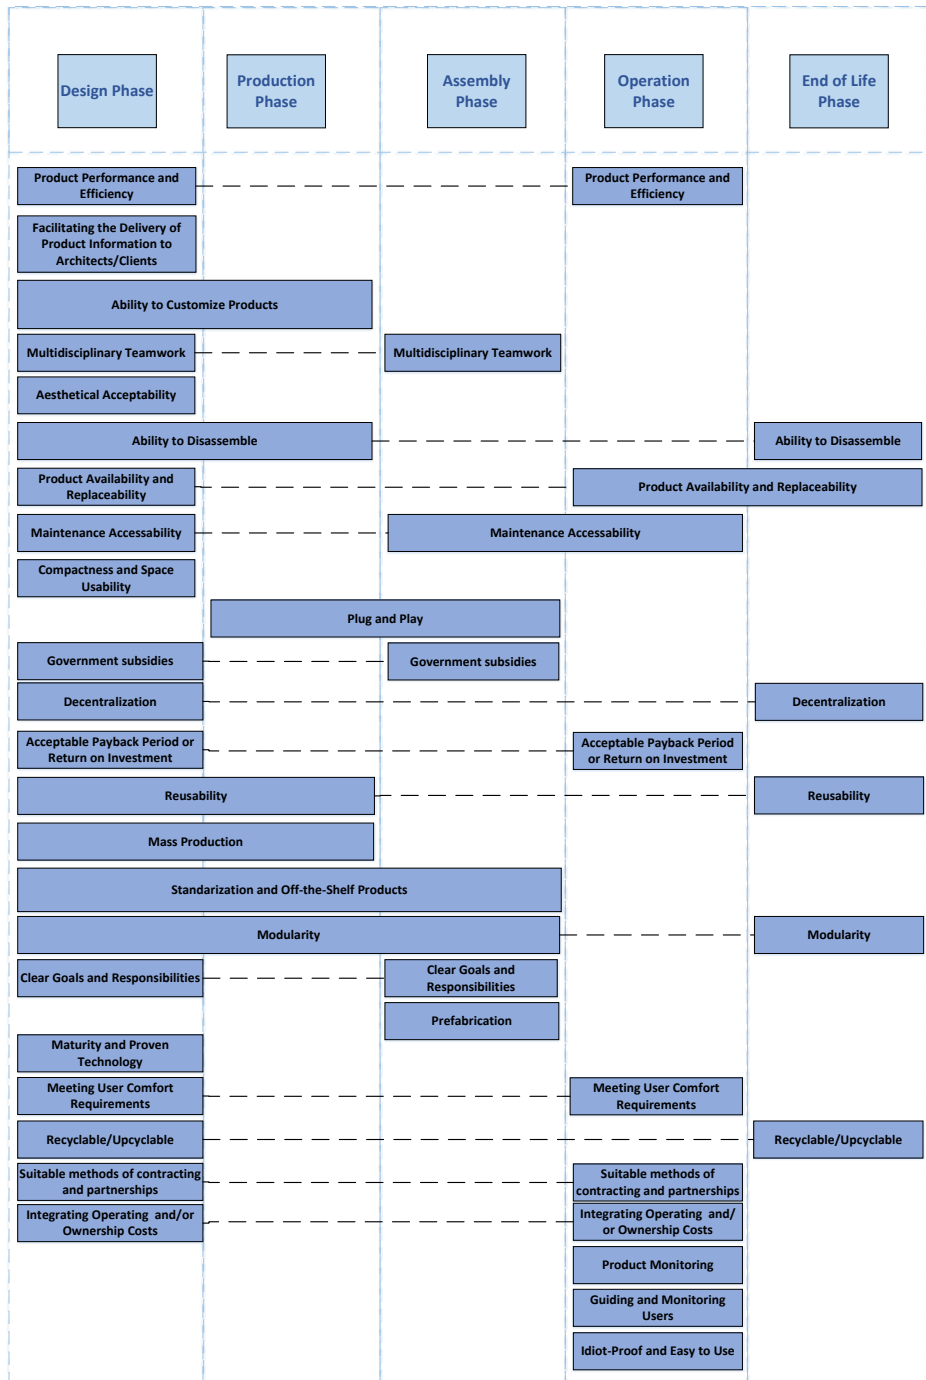 Design Phase
Production
Phase
Assembly
Phase
Operation
Phase
End of Life
Phase
Product Performance and
Efficiency
Product Performance and
Efficiency
Facilitating the Delivery of
Product Information to
Architects/Clients
Ability to Customize Products
Multidisciplinary Teamwork
Multidisciplinary Teamwork
Aesthetical Acceptability
Ability to Disassemble
Ability to Disassemble
Product Availability and
Replaceability
Product Availability and Replaceability
Maintenance Accessability
Maintenance Accessability
Compactness and Space
Usability
Plug and Play
Government subsidies
Government subsidies
Decentralization
Decentralization
Acceptable Payback Period or
Return on Investment
Acceptable Payback Period
or Return on Investment
Reusability
Reusability
Mass Production
Standarization and Off-the-Shelf Products
Modularity
Modularity
Clear Goals and Responsibilities
Clear Goals and
Responsibilities
Prefabrication
Maturity and Proven
Technology
Meeting User Comfort
Requirements
Meeting User Comfort
Requirements
Recyclable/Upcyclable
Recyclable/Upcyclable
Suitable methods of contracting
and partnerships
Suitable methods of
contracting and partnerships
Integrating Operating and/or
Ownership Costs
Integrating Operating and/
or Ownership Costs
Product Monitoring
Guiding and Monitoring
Users
Idiot-Proof and Easy to Use